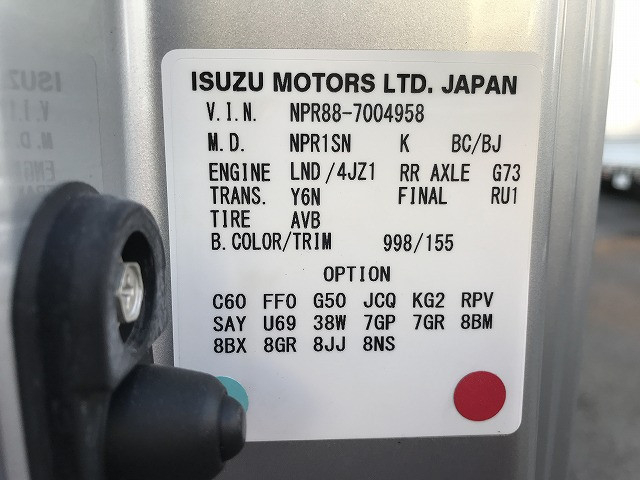 ISUZU MOTORS LTD. JAPAN
V.I.N. NPR88-7004958
M.D. NPR1SN K BC/BJ
ENGINE LND/4JZ1 RR AXLE G73
TRANS. Y6N FINAL RU1
TIRE AVB
B.COLOR/TRIM 998/155
OPTION
C60 FF0 G50 JCQ KG2 RPV
SAY U69 38W 7GP 7GR 8BM
8BX 8GR 8JJ 8NS